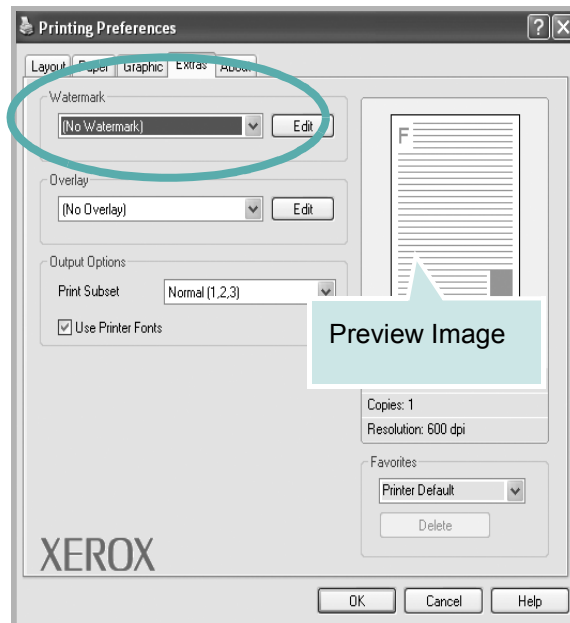 Printing Preferences
Layout Paper Graphic Extras About
Watermark
(No Watermark) Edit
F
Overlay
(No Overlay) Edit
Output Options
Print Subset Normal (1,2,3)
Use Printer Fonts
Preview Image
Copies: 1
Resolution: 600 dpi
Favorites
Printer Default
Delete
XEROX
OK Cancel Help